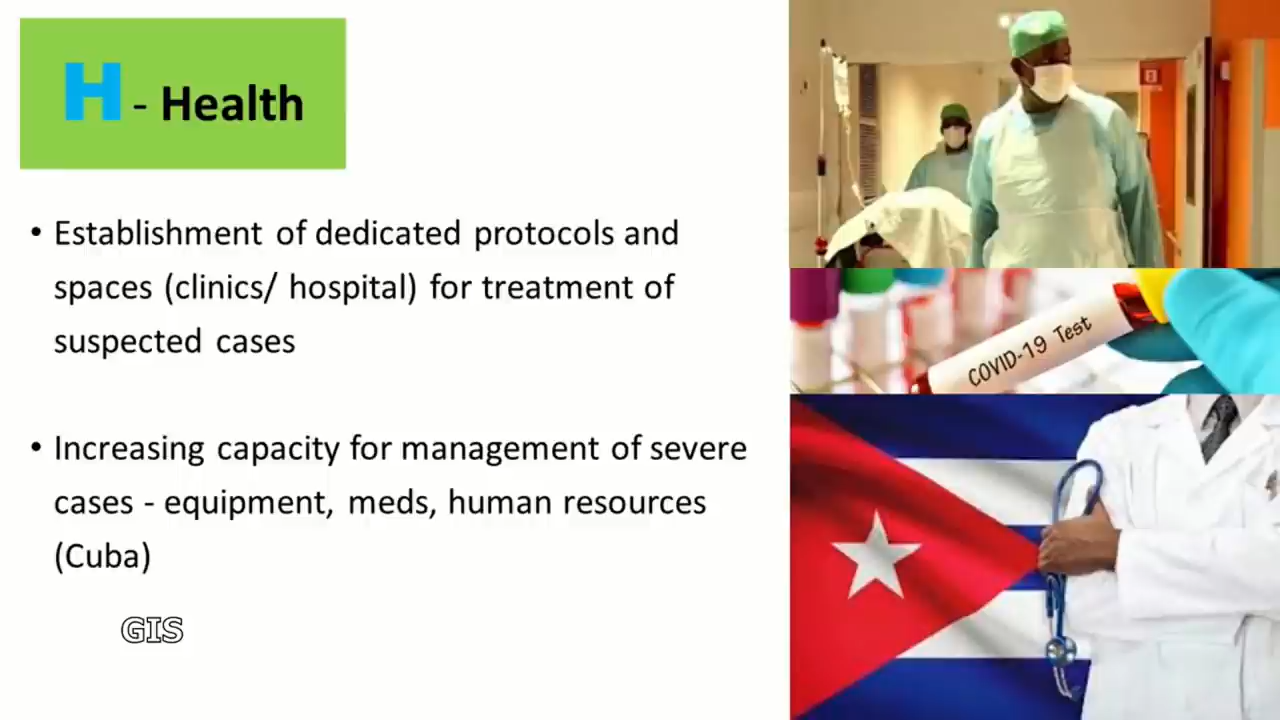 H - Health
• Establishment of dedicated protocols and
spaces (clinics/ hospital) for treatment of
suspected cases
• Increasing capacity for management of severe
cases - equipment, meds, human resources
(Cuba)
GIS
COVID-19 Test